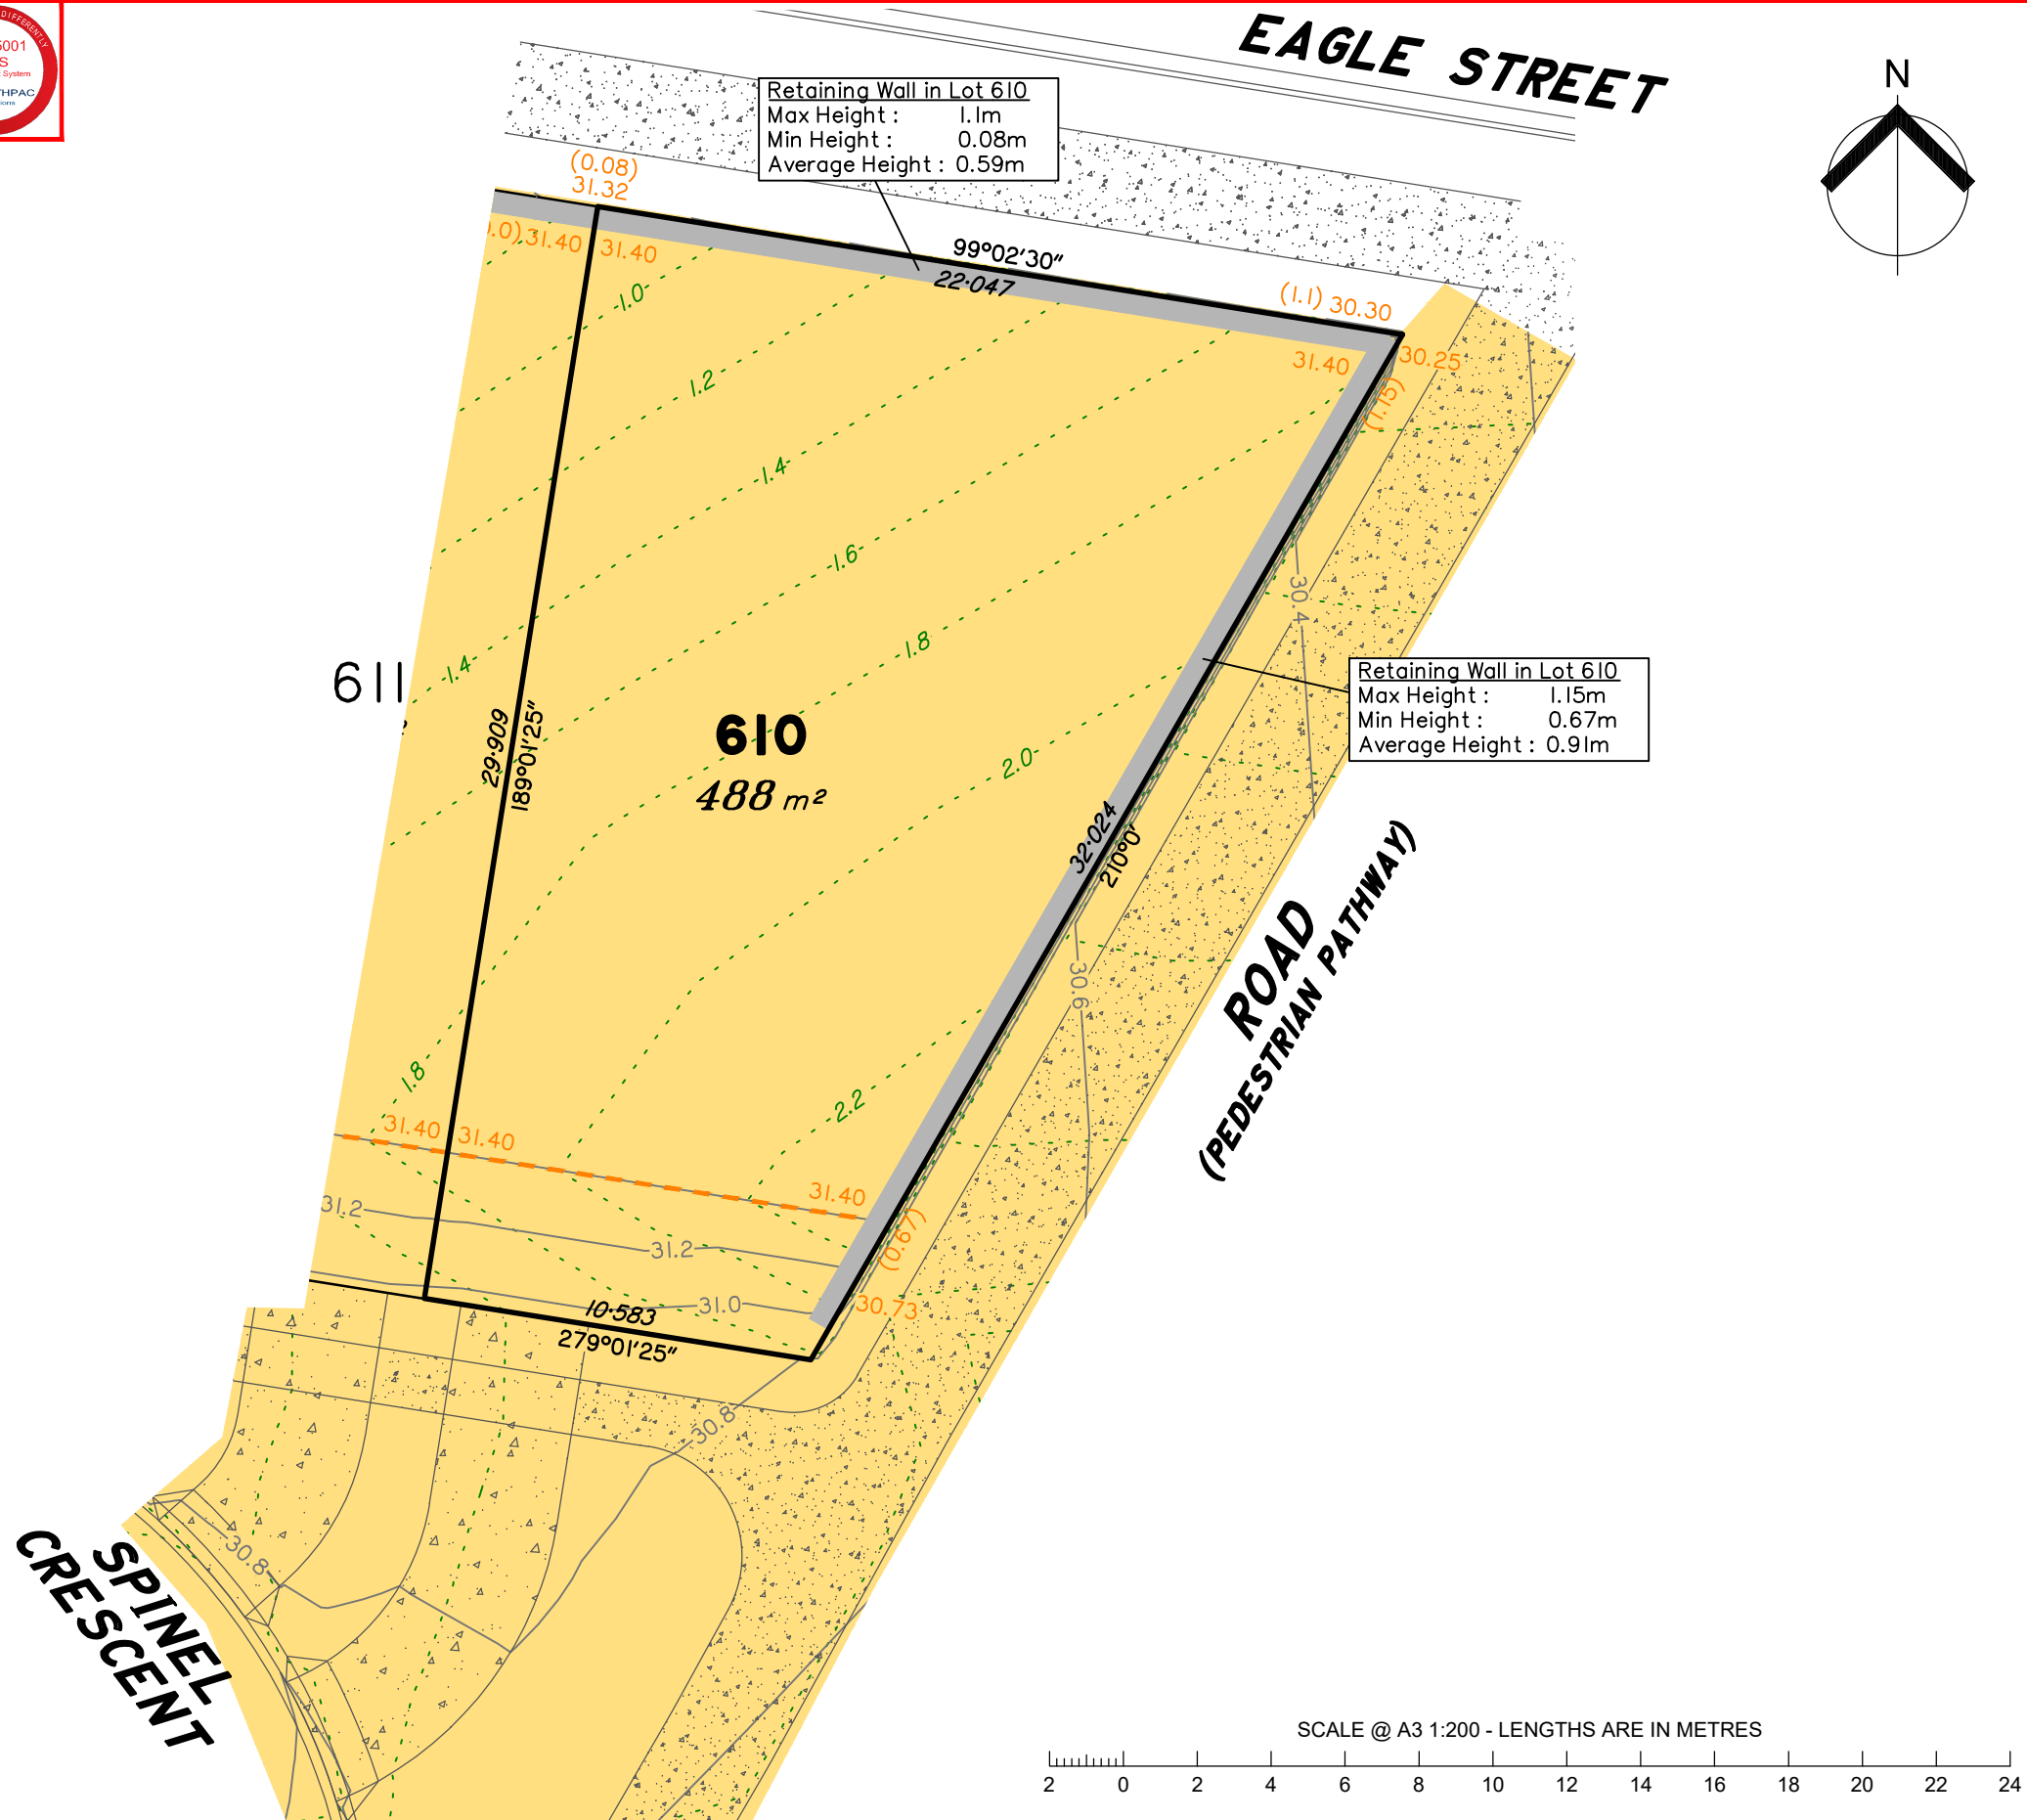 DIFFERENTLY
5001
S
System
THPAC
EAGLE STREET
N
Retaining Wall in Lot 610
Max Height : 1.1m
Min Height : 0.08m
Average Height : 0.59m
(0.08)
31.32
31.40
31.40
99°02'30"
22·047
(1.1) 30.30
31.40
30.25
(1.15)
1.0
1.2
1.4
1.6
1.8
2.0
2.2
1.4
1.8
30.4
30.6
611
29·909
189°01'25"
610
488 m²
32·024
210°0'
Retaining Wall in Lot 610
Max Height : 1.15m
Min Height : 0.67m
Average Height : 0.91m
ROAD
(PEDESTRIAN PATHWAY)
31.40
31.40
31.40
31.2
31.2
31.0
(0.67)
30.73
10·583
279°01'25"
30.8
30.8
SPINEL
CRESCENT
SCALE @ A3 1:200 - LENGTHS ARE IN METRES
2 0 2 4 6 8 10 12 14 16 18 20 22 24